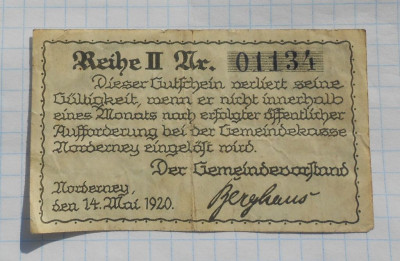 Reihe II Nr. 01134
Dieser Gutschein verliert seine
Gültigkeit, wenn er nicht innerhalb
eines Monats nach erfolgter öffentlicher
Aufforderung bei der Gemeindekasse
Norderney eingelöst wird.
Der Gemeindevorstand
Norderney,
den 14. Mai 1920.
Berghaus